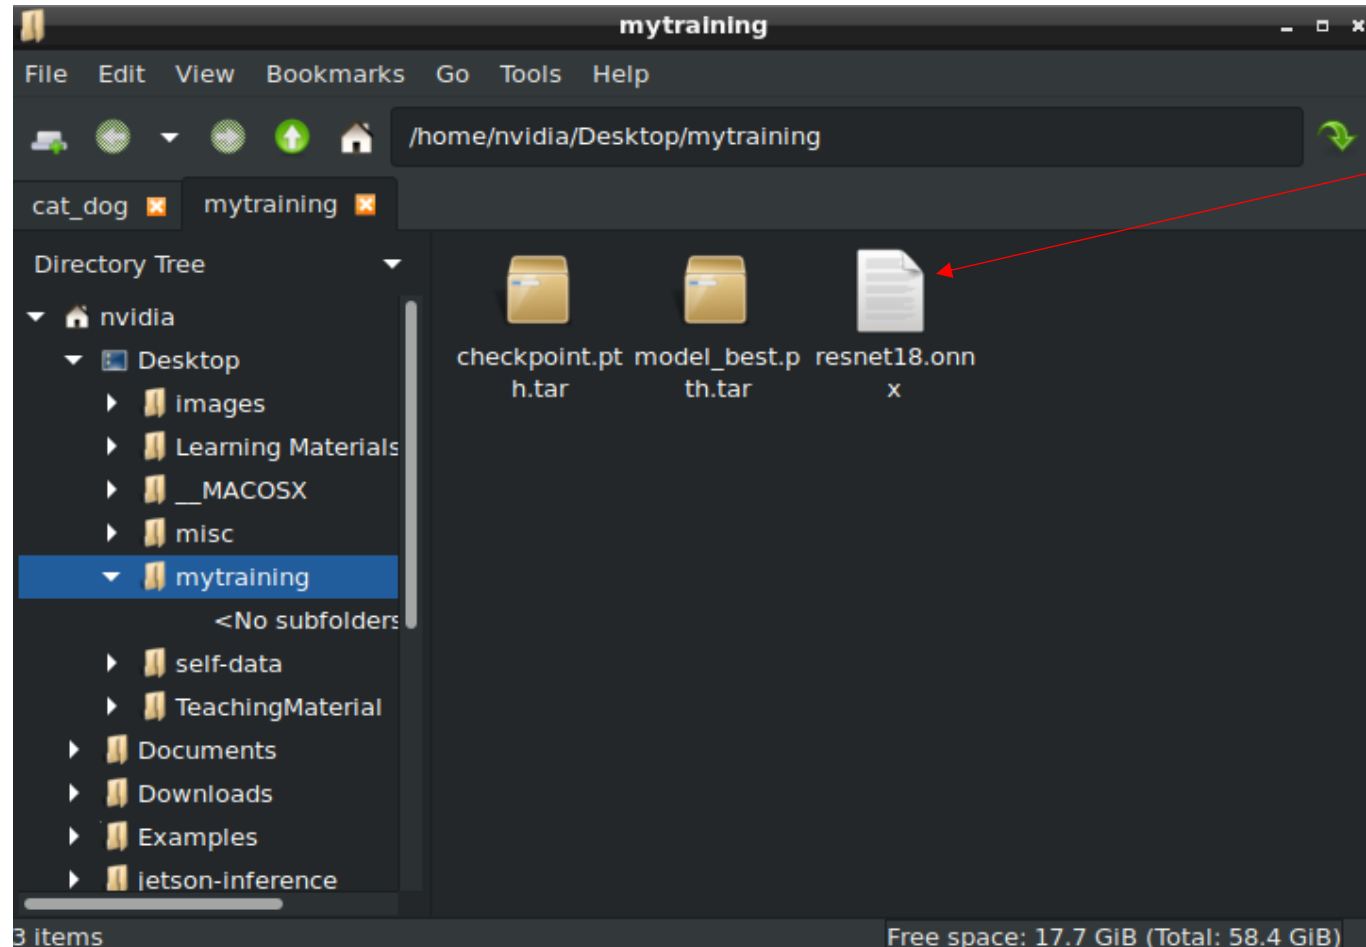 mytraining
File Edit View Bookmarks Go Tools Help
/home/nvidia/Desktop/mytraining
cat_dog mytraining
Directory Tree
nvidia
Desktop
images
Learning Materials
__MACOSX
misc
mytraining
<No subfolders
self-data
TeachingMaterial
Documents
Downloads
Examples
jetson-inference
checkpoint.pt
h.tar
model_best.p
th.tar
resnet18.onn
x
3 items
Free space: 17.7 GiB (Total: 58.4 GiB)